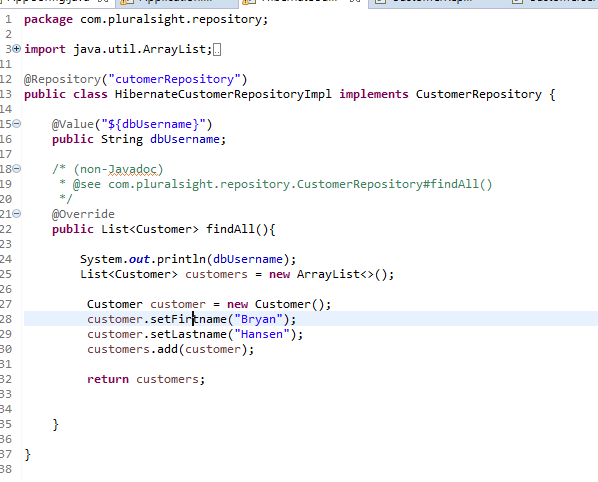 1 package com.pluralsight.repository;
2
3 import java.util.ArrayList;
11
12 @Repository("cutomerRepository")
13 public class HibernateCustomerRepositoryImpl implements CustomerRepository {
14
15 @Value("${dbUsername}")
16 public String dbUsername;
17
18 /* (non-Javadoc)
19 * @see com.pluralsight.repository.CustomerRepository#findAll()
20 */
21 @Override
22 public List<Customer> findAll(){
23
24 System.out.println(dbUsername);
25 List<Customer> customers = new ArrayList<>();
26
27 Customer customer = new Customer();
28 customer.setFirtname("Bryan");
29 customer.setLastname("Hansen");
30 customers.add(customer);
31
32 return customers;
33
34
35 }
36
37 }
38